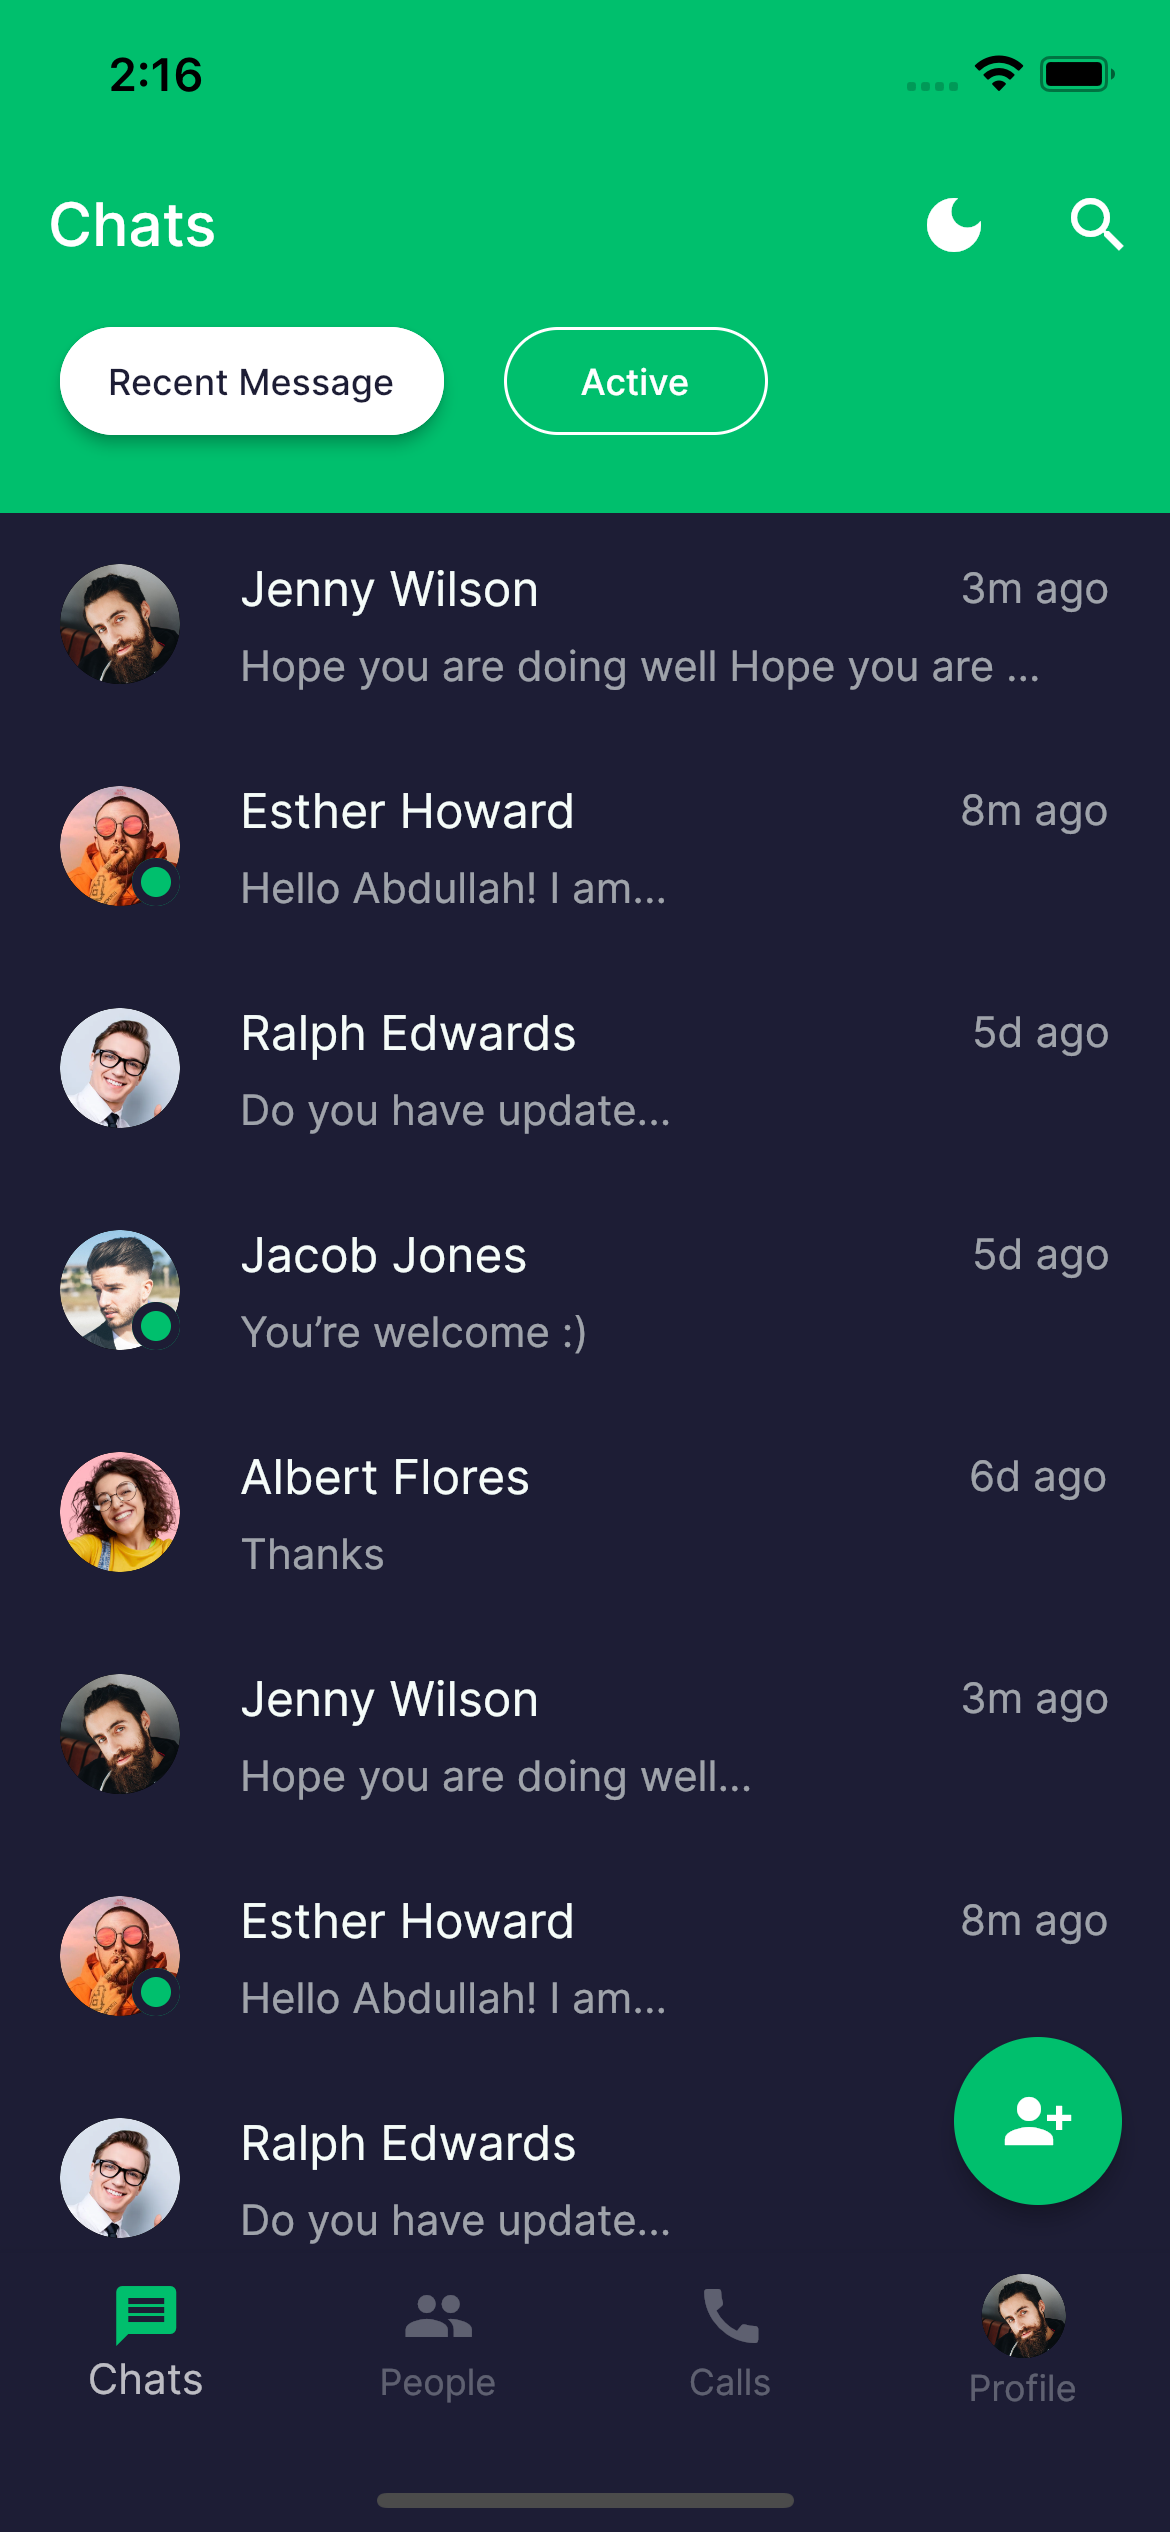 2:16
Chats
Recent Message
Active
Jenny Wilson
3m ago
Hope you are doing well Hope you are ...
Esther Howard
8m ago
Hello Abdullah! I am...
Ralph Edwards
5d ago
Do you have update...
Jacob Jones
5d ago
You’re welcome :)
Albert Flores
6d ago
Thanks
Jenny Wilson
3m ago
Hope you are doing well...
Esther Howard
8m ago
Hello Abdullah! I am...
Ralph Edwards
Do you have update...
Chats
People
Calls
Profile